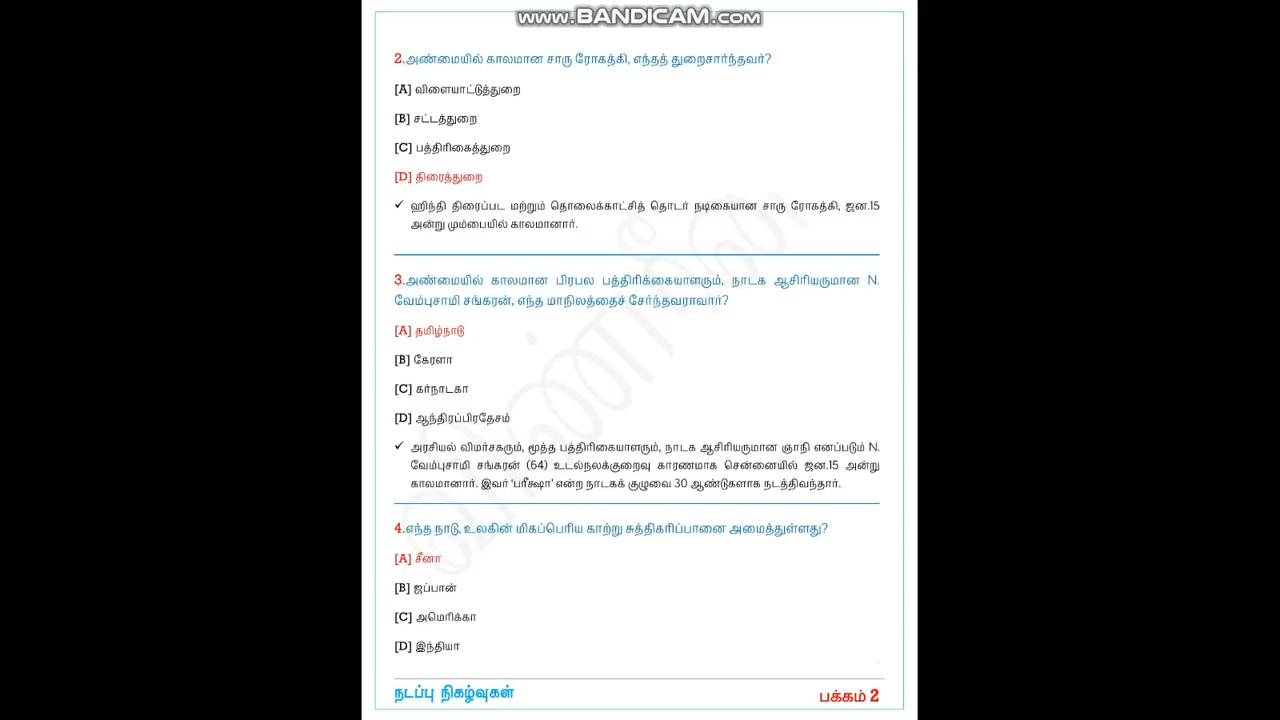 www.BANDICAM.com
2.அண்மையில் காலமான சாரு ரோகத்கி, எந்தத் துறைசார்ந்தவர்?
[A] விளையாட்டுத்துறை
[B] சட்டத்துறை
[C] பத்திரிகைத்துறை
[D] திரைத்துறை
✓ ஹிந்தி திரைப்பட மற்றும் தொலைக்காட்சித் தொடர் நடிகையான சாரு ரோகத்கி, ஜன.15
அன்று மும்பையில் காலமானார்.
3.அண்மையில் காலமான பிரபல பத்திரிக்கையாளரும், நாடக ஆசிரியருமான N.
வேம்புசாமி சங்கரன், எந்த மாநிலத்தைச் சேர்ந்தவராவார்?
[A] தமிழ்நாடு
[B] கேரளா
[C] கர்நாடகா
[D] ஆந்திரப்பிரதேசம்
✓ அரசியல் விமர்சகரும், மூத்த பத்திரிகையாளரும், நாடக ஆசிரியருமான ஞாநி எனப்படும் N.
வேம்புசாமி சங்கரன் (64) உடல்நலக்குறைவு காரணமாக சென்னையில் ஜன.15 அன்று
காலமானார். இவர் ‘பரீக்ஷா’ என்ற நாடகக் குழுவை 30 ஆண்டுகளாக நடத்திவந்தார்.
4.எந்த நாடு, உலகின் மிகப்பெரிய காற்று சுத்திகரிப்பானை அமைத்துள்ளது?
[A] சீனா
[B] ஜப்பான்
[C] அமெரிக்கா
[D] இந்தியா
நடப்பு நிகழ்வுகள்
பக்கம் 2